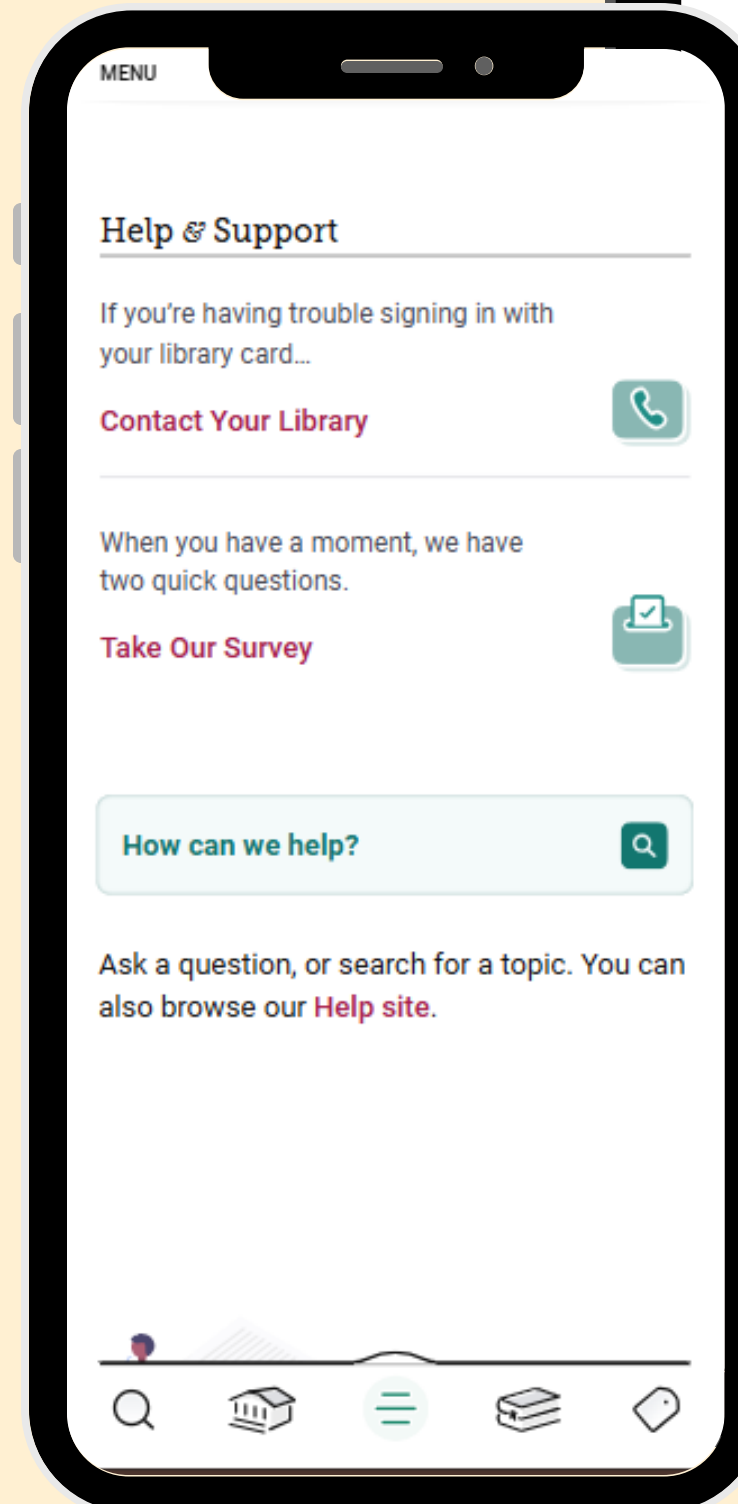 MENU
Help & Support
If you’re having trouble signing in with
your library card…
Contact Your Library
When you have a moment, we have
two quick questions.
Take Our Survey
How can we help?
Ask a question, or search for a topic. You can
also browse our Help site.